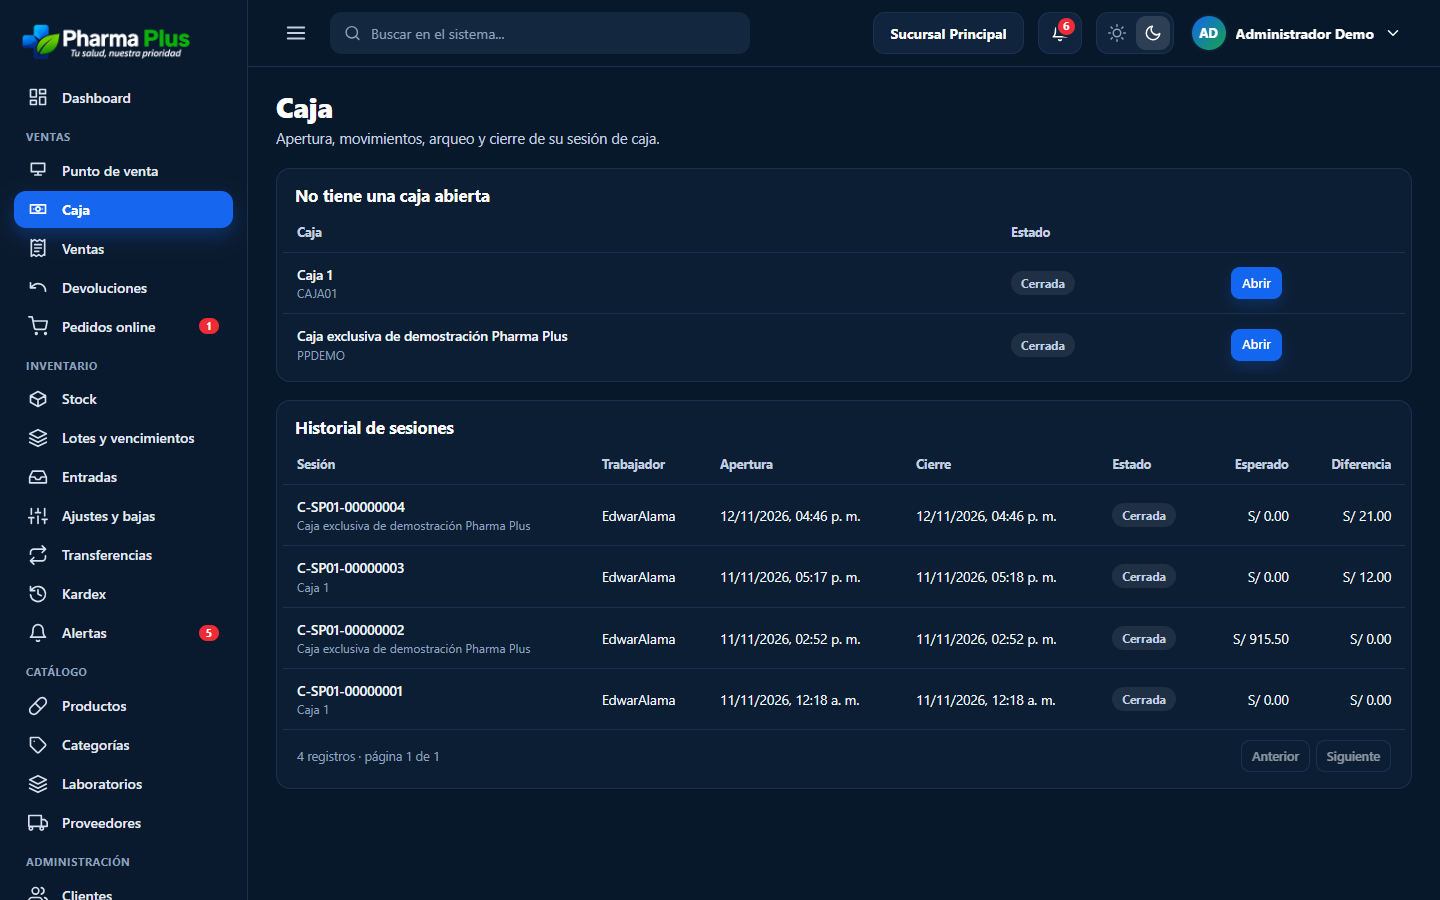 Pharma Plus
Tu salud, nuestra prioridad
Buscar en el sistema...
Sucursal Principal
6
AD
Administrador Demo
Dashboard
VENTAS
Punto de venta
Caja
Ventas
Devoluciones
Pedidos online
1
INVENTARIO
Stock
Lotes y vencimientos
Entradas
Ajustes y bajas
Transferencias
Kardex
Alertas
5
CATÁLOGO
Productos
Categorías
Laboratorios
Proveedores
ADMINISTRACIÓN
Clientes
Caja
Apertura, movimientos, arqueo y cierre de su sesión de caja.
No tiene una caja abierta
Caja Estado
Caja 1
CAJA01
Cerrada
Abrir
Caja exclusiva de demostración Pharma Plus
PPDEMO
Cerrada
Abrir
Historial de sesiones
Sesión Trabajador Apertura Cierre Estado Esperado Diferencia
C-SP01-00000004
Caja exclusiva de demostración Pharma Plus
EdwarAlama 12/11/2026, 04:46 p. m. 12/11/2026, 04:46 p. m. Cerrada S/ 0.00 S/ 21.00
C-SP01-00000003
Caja 1
EdwarAlama 11/11/2026, 05:17 p. m. 11/11/2026, 05:18 p. m. Cerrada S/ 0.00 S/ 12.00
C-SP01-00000002
Caja exclusiva de demostración Pharma Plus
EdwarAlama 11/11/2026, 02:52 p. m. 11/11/2026, 02:52 p. m. Cerrada S/ 915.50 S/ 0.00
C-SP01-00000001
Caja 1
EdwarAlama 11/11/2026, 12:18 a. m. 11/11/2026, 12:18 a. m. Cerrada S/ 0.00 S/ 0.00
4 registros · página 1 de 1
Anterior Siguiente